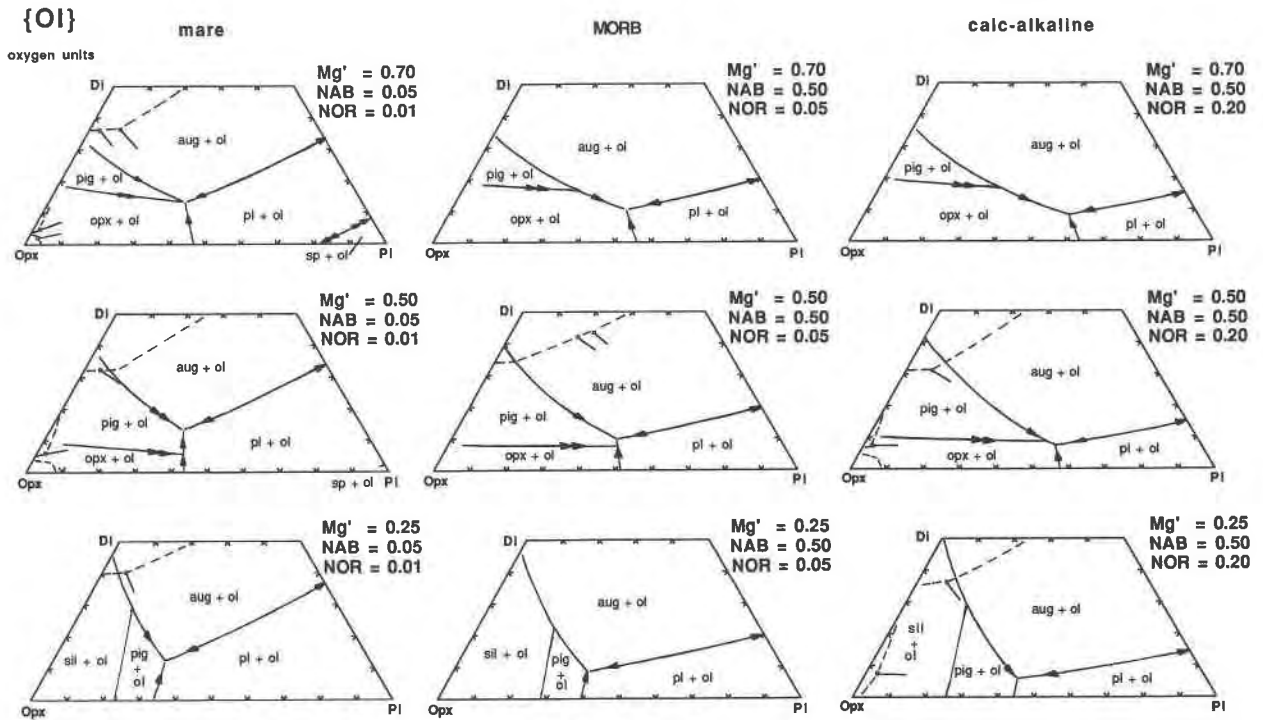 {Ol}
oxygen units
mare
MORB
calc-alkaline
Di
Mg' = 0.70
NAB = 0.05
NOR = 0.01
aug + ol
pig + ol
opx + ol
pl + ol
sp + ol
Opx
Pl
Di
Mg' = 0.70
NAB = 0.50
NOR = 0.05
aug + ol
pig + ol
opx + ol
pl + ol
Opx
Pl
Di
Mg' = 0.70
NAB = 0.50
NOR = 0.20
aug + ol
pig + ol
opx + ol
pl + ol
Opx
Pl
Di
Mg' = 0.50
NAB = 0.05
NOR = 0.01
aug + ol
pig + ol
opx + ol
pl + ol
sp + ol
Opx
Pl
Di
Mg' = 0.50
NAB = 0.50
NOR = 0.05
aug + ol
pig + ol
opx + ol
pl + ol
Opx
Pl
Di
Mg' = 0.50
NAB = 0.50
NOR = 0.20
aug + ol
pig + ol
opx + ol
pl + ol
Opx
Pl
Di
Mg' = 0.25
NAB = 0.05
NOR = 0.01
aug + ol
sil + ol
pig
+
ol
pl + ol
Opx
Pl
Di
Mg' = 0.25
NAB = 0.50
NOR = 0.05
aug + ol
sil + ol
pig
+
ol
pl + ol
Opx
Pl
Di
Mg' = 0.25
NAB = 0.50
NOR = 0.20
aug + ol
sil
+
ol
pig + ol
pl + ol
Opx
Pl